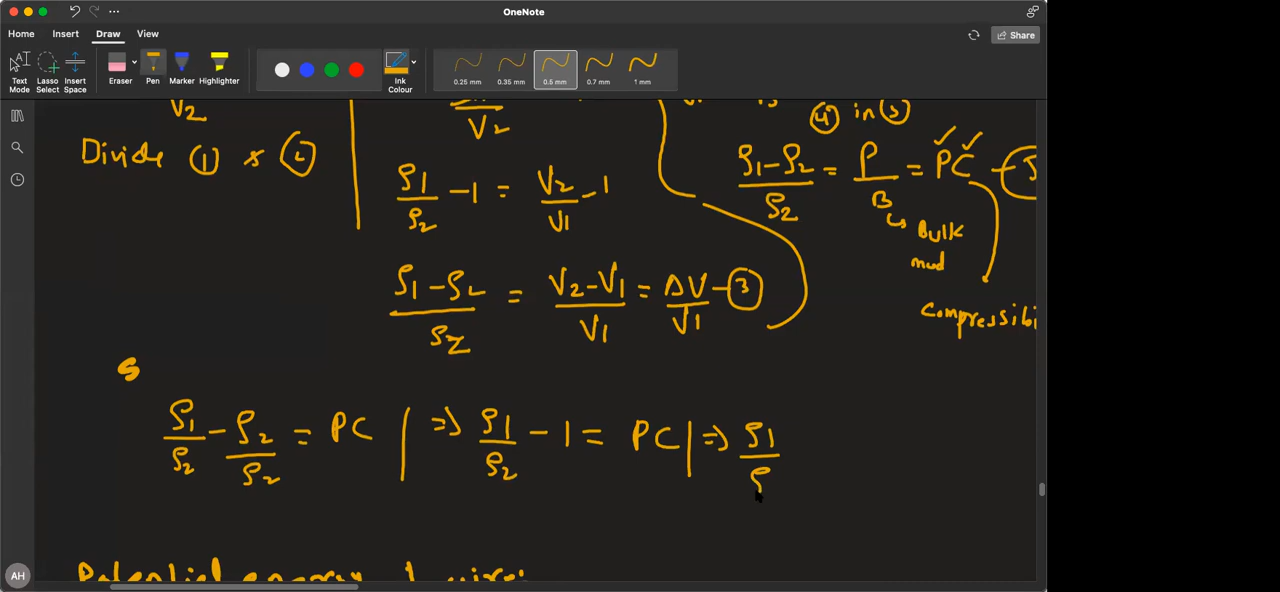 OneNote
Home Insert Draw View
Share
Text Mode
Lasso Select
Insert Space
Eraser
Pen
Marker
Highlighter
Ink Colour
0.25 mm
0.35 mm
0.5 mm
0.7 mm
1 mm
V2
Divide ① & ②
V2
ρ1/ρ2 - 1 = V2/V1 - 1
(ρ1 - ρ2)/ρ2 = (V2 - V1)/V1 = ΔV/V1 - ③
④ in ③
(ρ1 - ρ2)/ρ2 = P/B = PC
Bulk
mod
compressibi
ρ1/ρ2 - ρ2/ρ2 = PC | ⇒ ρ1/ρ2 - 1 = PC | ⇒ ρ1/ρ
Potential energy
AH